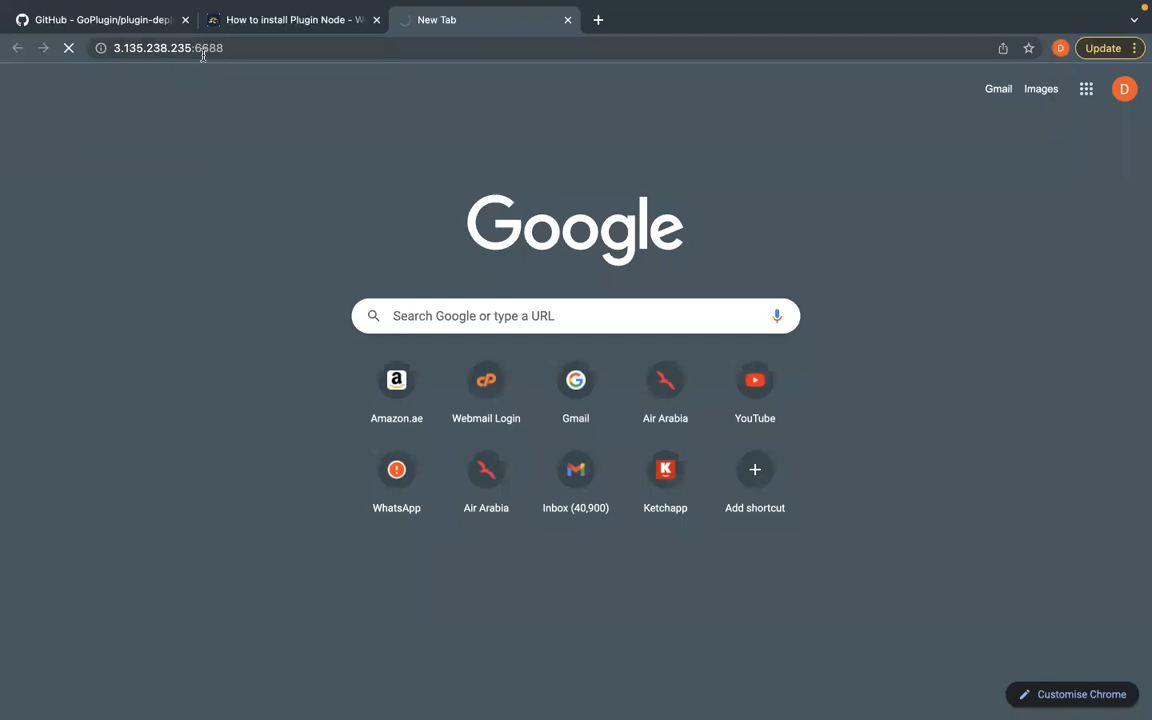 GitHub - GoPlugin/plugin-depl
How to install Plugin Node - W
New Tab
3.135.238.235:6688
D
Update
Gmail
Images
D
Google
Search Google or type a URL
Amazon.ae
Webmail Login
Gmail
Air Arabia
YouTube
WhatsApp
Air Arabia
Inbox (40,900)
Ketchapp
Add shortcut
Customise Chrome